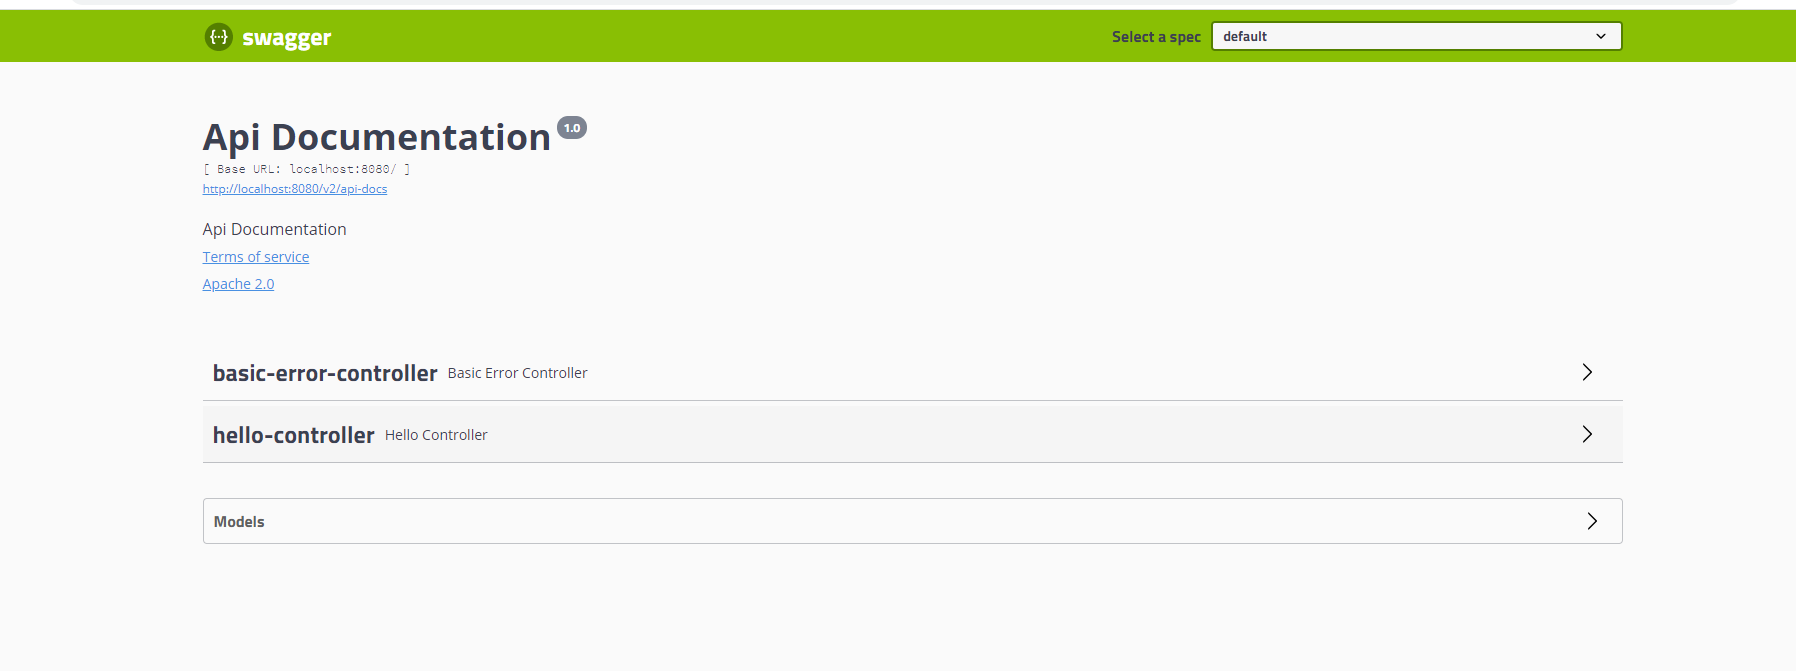 swagger
Select a spec default
Api Documentation 1.0
[ Base URL: localhost:8080/ ]
http://localhost:8080/v2/api-docs
Api Documentation
Terms of service
Apache 2.0
basic-error-controller Basic Error Controller
hello-controller Hello Controller
Models